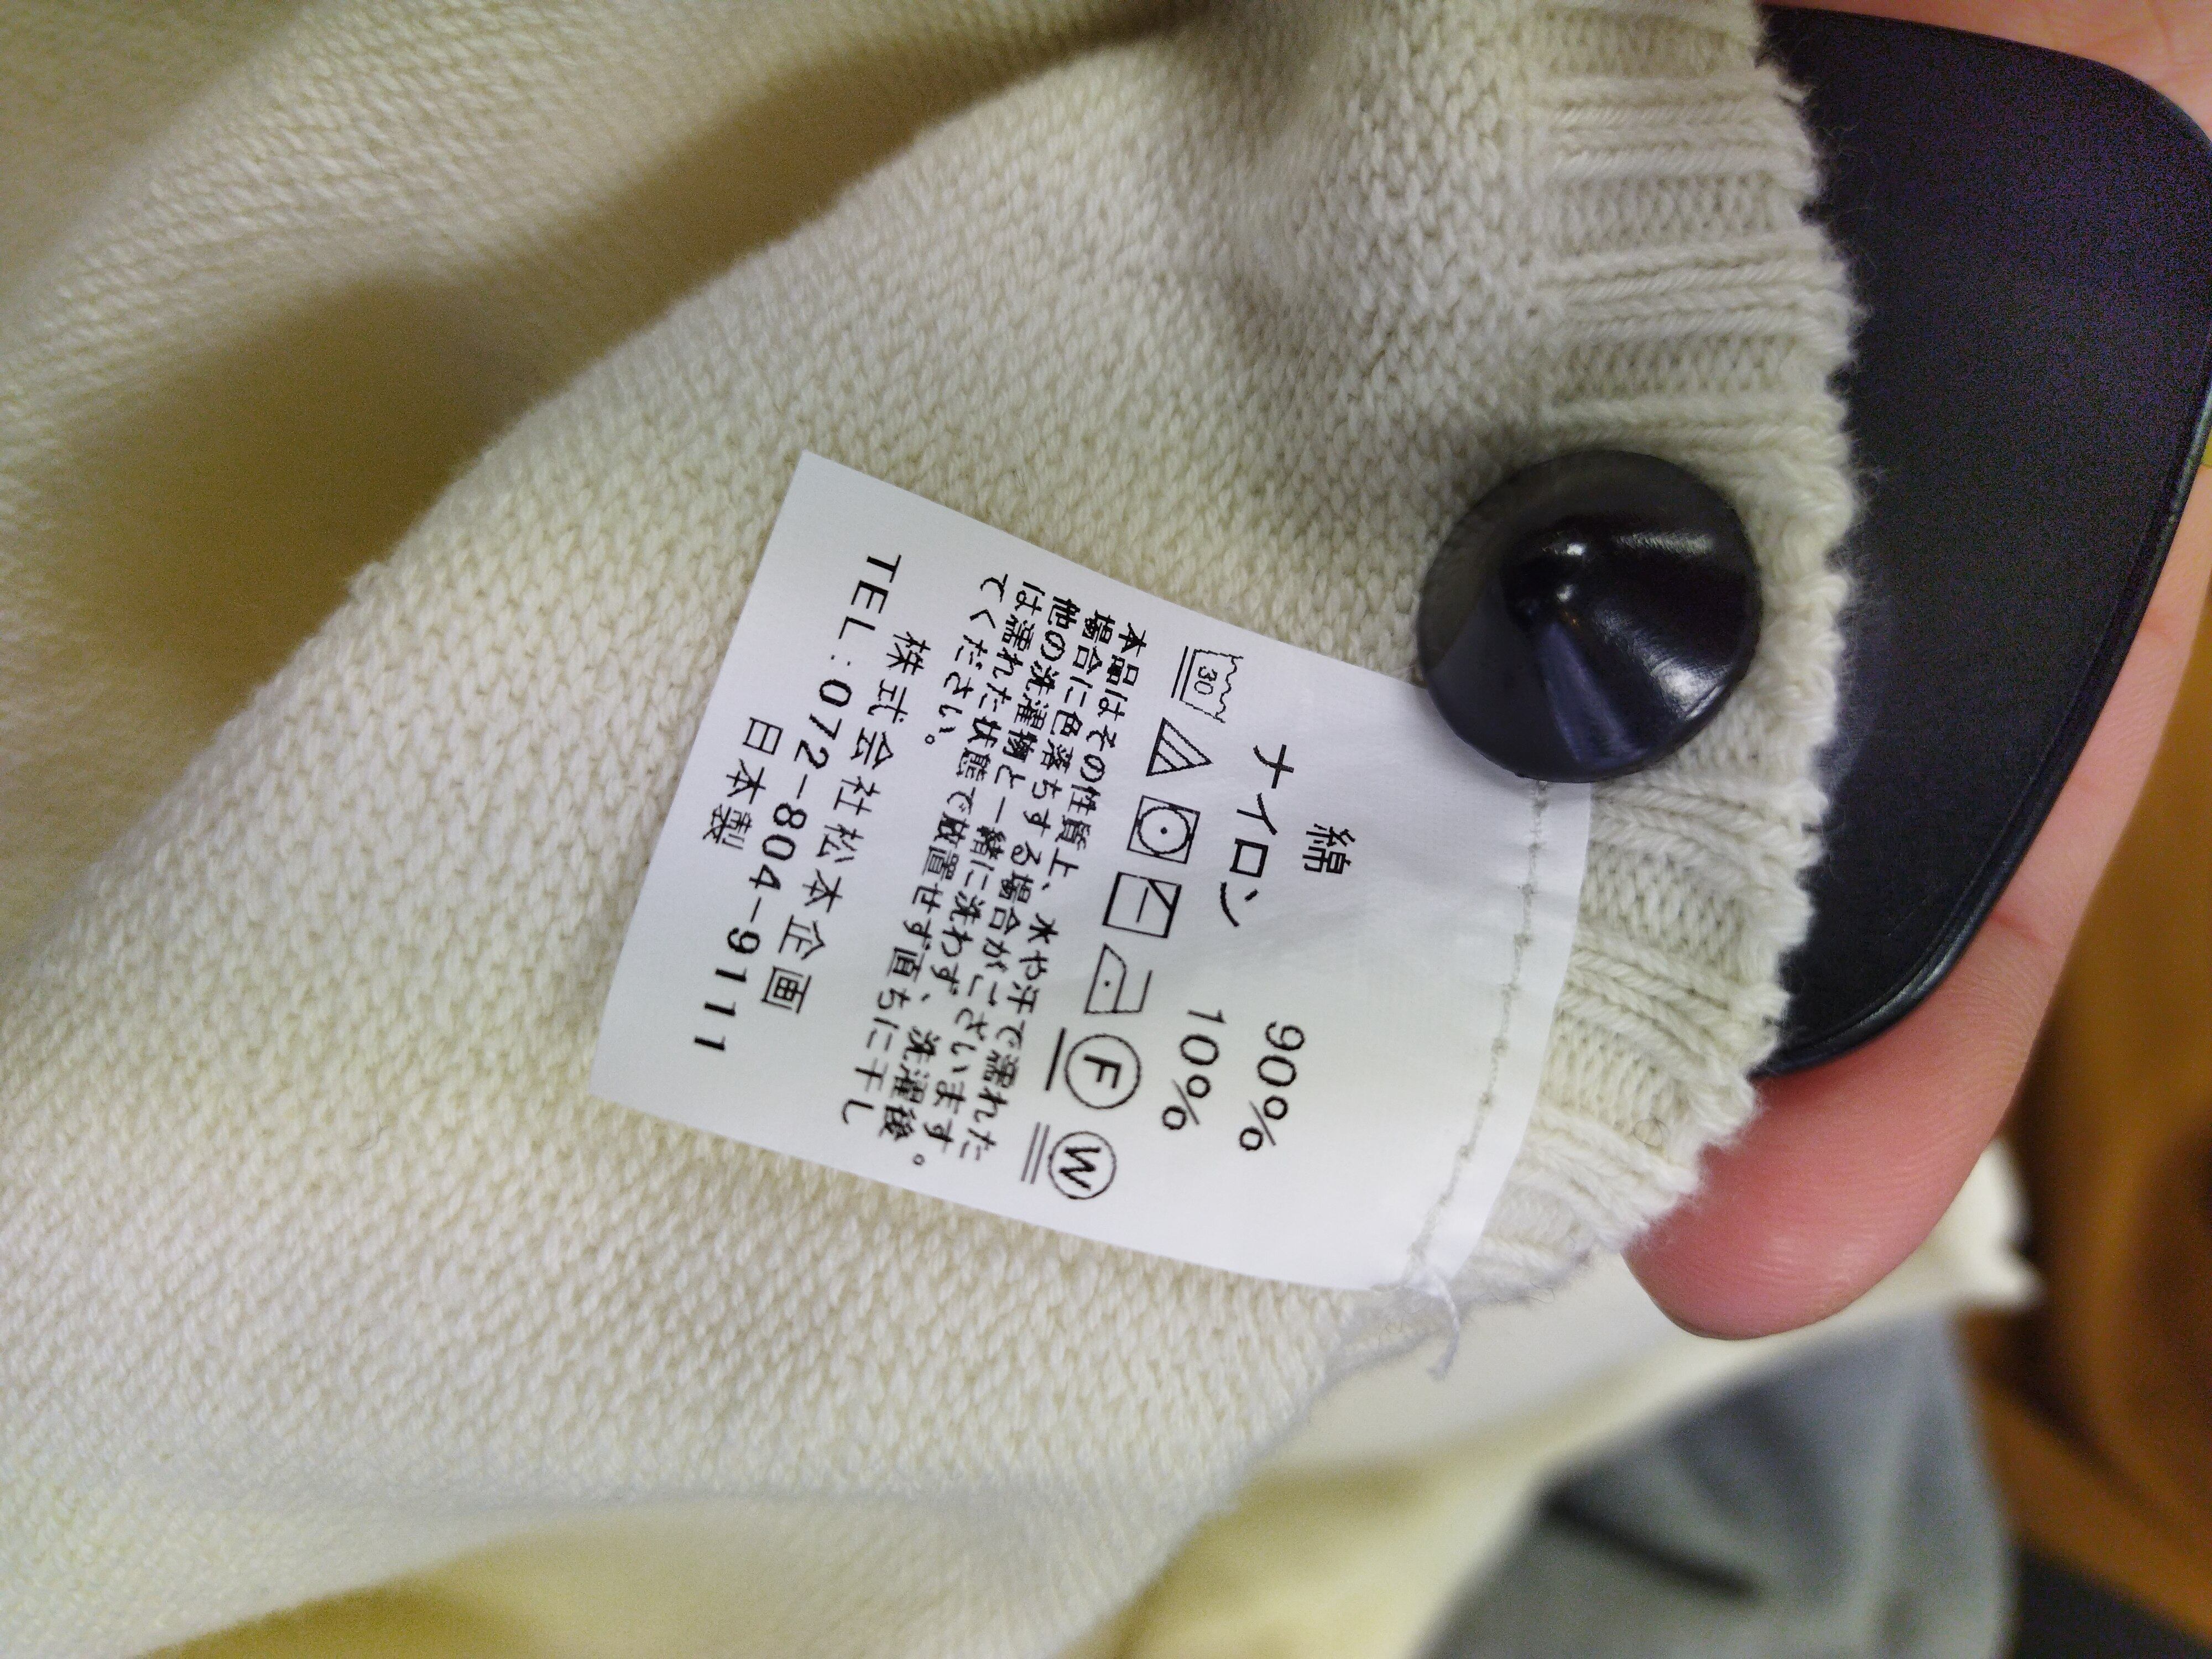 綿 90%
ナイロン 10%
30 F W
本品はその性質上、水や汗で濡れた
場合に色落ちする場合がございます。
他の洗濯物と一緒に洗わず、洗濯後
は濡れた状態で放置せず直ちに干し
てください。
株式会社松本企画
TEL:072-804-9111
日本製